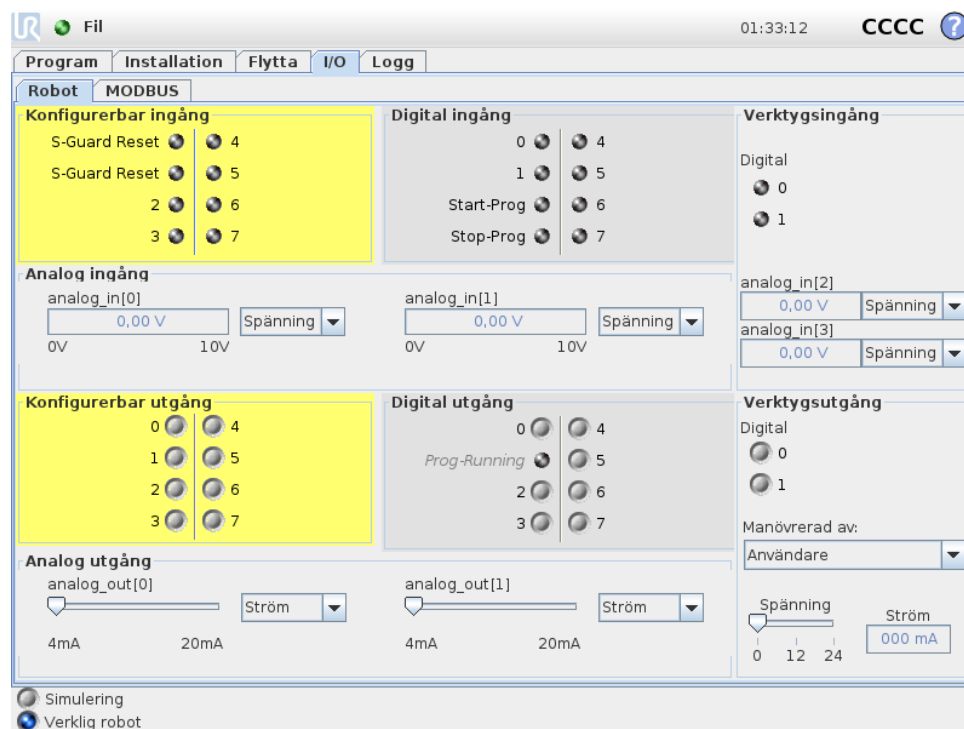 UR Fil 01:33:12 CCCC ?
Program Installation Flytta I/O Logg
Robot MODBUS
Konfigurerbar ingång
S-Guard Reset 4
S-Guard Reset 5
2 6
3 7
Digital ingång
0 4
1 5
Start-Prog 6
Stop-Prog 7
Verktygsingång
Digital
0
1
analog_in[2]
0,00 V Spänning
analog_in[3]
0,00 V Spänning
Analog ingång
analog_in[0]
0,00 V Spänning
0V 10V
analog_in[1]
0,00 V Spänning
0V 10V
Konfigurerbar utgång
0 4
1 5
2 6
3 7
Digital utgång
0 4
Prog-Running 5
2 6
3 7
Verktygsutgång
Digital
0
1
Manövrerad av:
Användare
Spänning
0 12 24
Ström
000 mA
Analog utgång
analog_out[0]
Ström
4mA 20mA
analog_out[1]
Ström
4mA 20mA
Simulering
Verklig robot